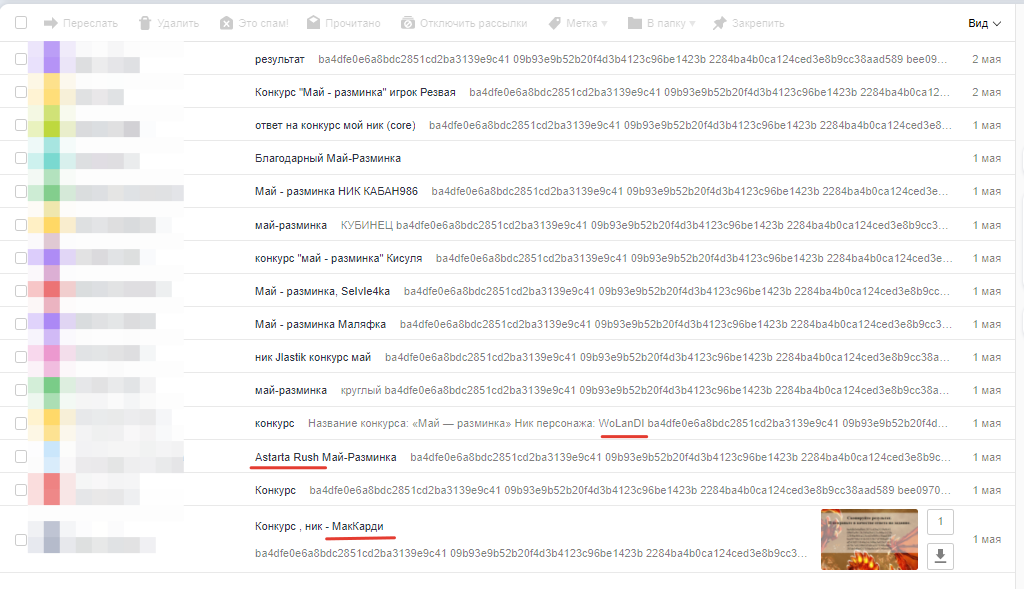 Переслать Удалить Это спам! Прочитано Отключить рассылки Метка В папку Закрепить Вид
результат ba4dfe0e6a8bdc2851cd2ba3139e9c41 09b93e9b52b20f4d3b4123c96be1423b 2284ba4b0ca124ced3e8b9cc38aad589 bee09... 2 мая
Конкурс "Май - разминка" игрок Резвая ba4dfe0e6a8bdc2851cd2ba3139e9c41 09b93e9b52b20f4d3b4123c96be1423b 2284ba4b0ca12... 2 мая
ответ на конкурс мой ник (core) ba4dfe0e6a8bdc2851cd2ba3139e9c41 09b93e9b52b20f4d3b4123c96be1423b 2284ba4b0ca124ced3e8... 1 мая
Благодарный Май-Разминка 1 мая
Май - разминка НИК КАБАН986 ba4dfe0e6a8bdc2851cd2ba3139e9c41 09b93e9b52b20f4d3b4123c96be1423b 2284ba4b0ca124ced3e... 1 мая
май-разминка КУБИНЕЦ ba4dfe0e6a8bdc2851cd2ba3139e9c41 09b93e9b52b20f4d3b4123c96be1423b 2284ba4b0ca124ced3e8b9cc3... 1 мая
конкурс "май - разминка" Кисуля ba4dfe0e6a8bdc2851cd2ba3139e9c41 09b93e9b52b20f4d3b4123c96be1423b 2284ba4b0ca124ced3e... 1 мая
Май - разминка, Selvle4ka ba4dfe0e6a8bdc2851cd2ba3139e9c41 09b93e9b52b20f4d3b4123c96be1423b 2284ba4b0ca124ced3e8b9cc... 1 мая
Май - разминка Маляфка ba4dfe0e6a8bdc2851cd2ba3139e9c41 09b93e9b52b20f4d3b4123c96be1423b 2284ba4b0ca124ced3e8b9cc3... 1 мая
ник Jlastik конкурс май ba4dfe0e6a8bdc2851cd2ba3139e9c41 09b93e9b52b20f4d3b4123c96be1423b 2284ba4b0ca124ced3e8b9cc38a... 1 мая
май-разминка круглый ba4dfe0e6a8bdc2851cd2ba3139e9c41 09b93e9b52b20f4d3b4123c96be1423b 2284ba4b0ca124ced3e8b9cc38a... 1 мая
конкурс Название конкурса: «Май — разминка» Ник персонажа: WoLanDI ba4dfe0e6a8bdc2851cd2ba3139e9c41 09b93e9b52b20f4d3b4... 1 мая
Astarta Rush Май-Разминка ba4dfe0e6a8bdc2851cd2ba3139e9c41 09b93e9b52b20f4d3b4123c96be1423b 2284ba4b0ca124ced3e8b9c... 1 мая
Конкурс ba4dfe0e6a8bdc2851cd2ba3139e9c41 09b93e9b52b20f4d3b4123c96be1423b 2284ba4b0ca124ced3e8b9cc38aad589 bee0970... 1 мая
Конкурс , ник - МакКарди 1 1 мая
ba4dfe0e6a8bdc2851cd2ba3139e9c41 09b93e9b52b20f4d3b4123c96be1423b 2284ba4b0ca124ced3e8b9cc3...